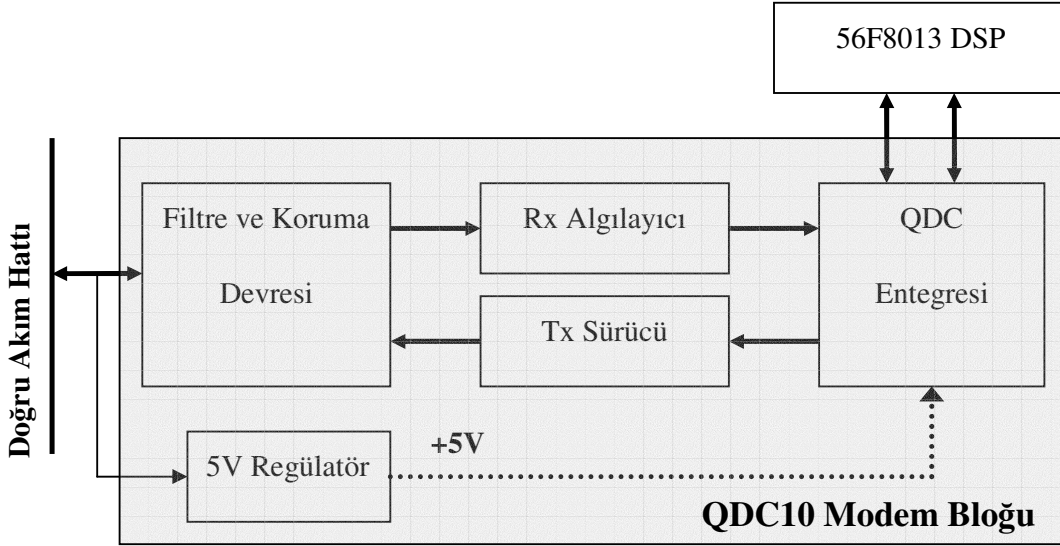 56F8013 DSP
Doğru Akım Hattı
Filtre ve Koruma
Devresi
Rx Algılayıcı
Tx Sürücü
QDC
Entegresi
5V Regülatör
+5V
QDC10 Modem Bloğu